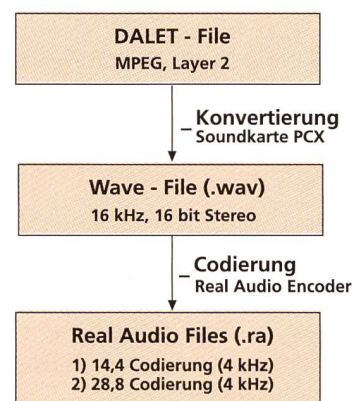 DALET - File
MPEG, Layer 2
Konvertierung
Soundkarte PCX
Wave - File (.wav)
16 kHz, 16 bit Stereo
Codierung
Real Audio Encoder
Real Audio Files (.ra)
1) 14,4 Codierung (4 kHz)
2) 28,8 Codierung (4 kHz)